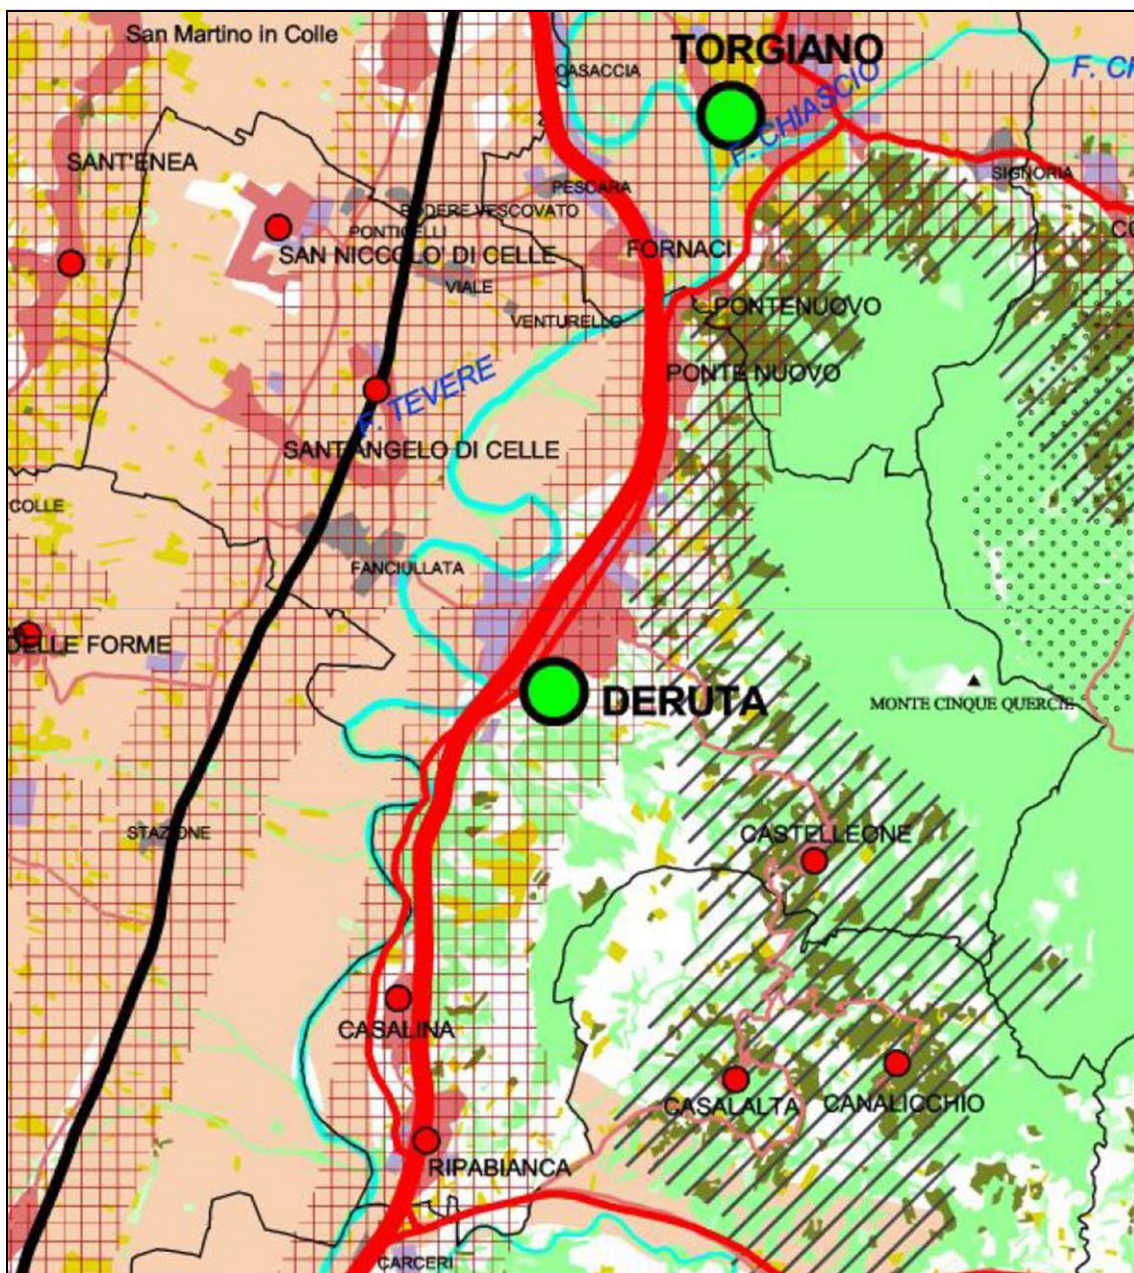 San Martino in Colle
TORGIANO
CASACCIA
F. CHIASCIO
F. CH
SANT'ENEA
SIGNORIA
PESCARA
PODERE VESCOVATO
PONTICELLI
CO
SAN NICCOLO' DI CELLE
FORNACI
VIALE
PONTENUOVO
VENTURELLO
PONTE NUOVO
F. TEVERE
SANT'ANGELO DI CELLE
COLLE
FANCIULLATA
DELLE FORME
DERUTA
MONTE CINQUE QUERCIE
STAZIONE
CASTELLEONE
CASALINA
CASALALTA
CANALICCHIO
RIPABIANCA
CARCERI